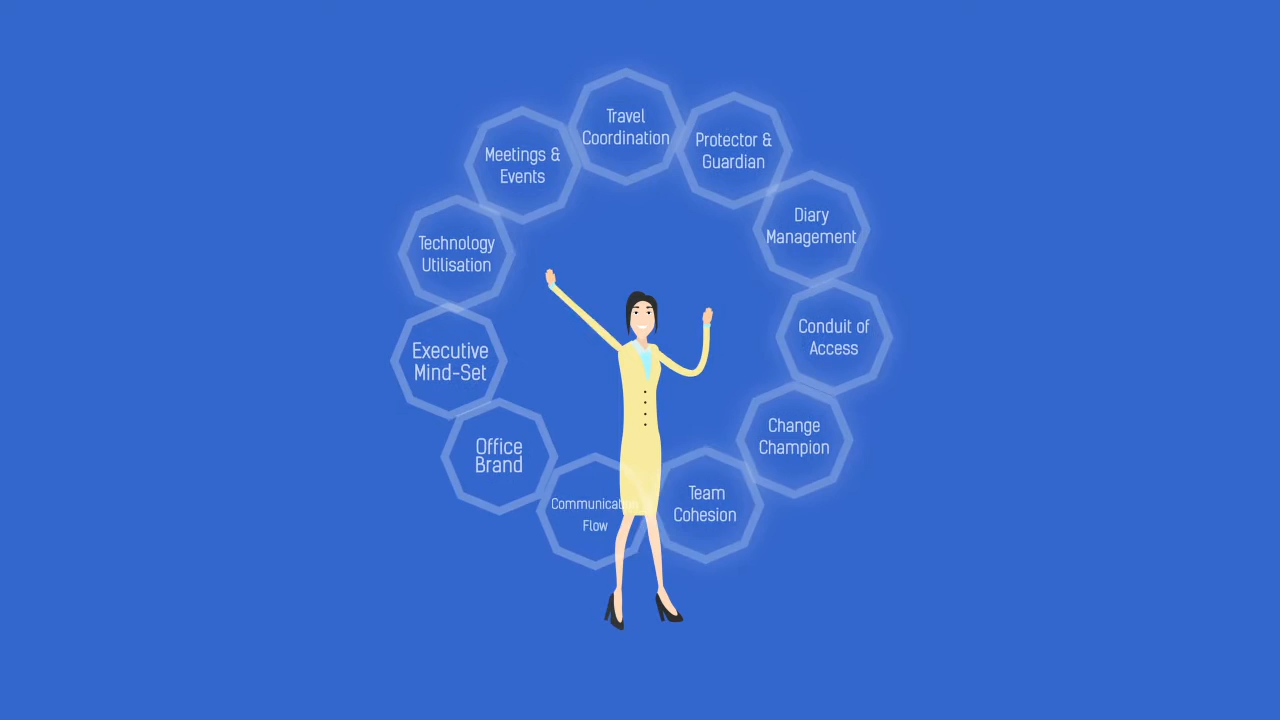 Travel
Coordination
Protector &
Guardian
Diary
Management
Conduit of
Access
Change
Champion
Team
Cohesion
Flow
Office
Brand
Executive
Mind-Set
Technology
Utilisation
Meetings &
Events